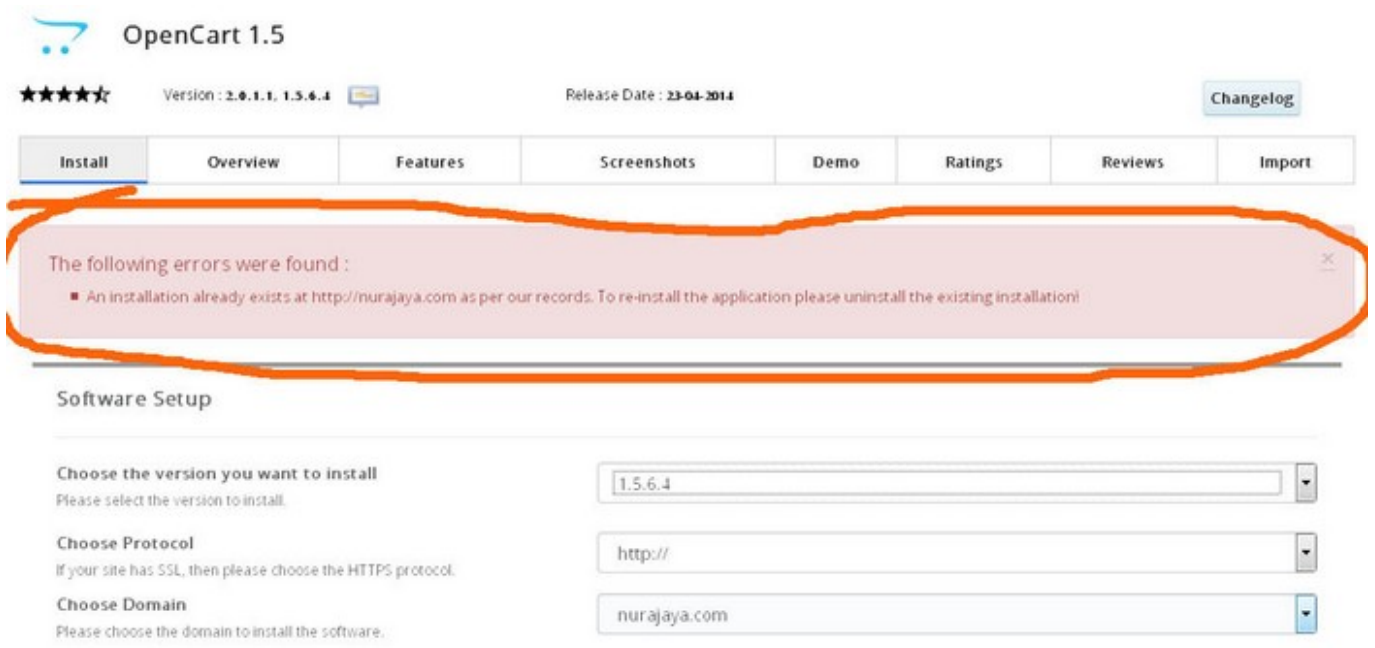 OpenCart 1.5
Version : 2.0.1.1, 1.5.6.4 Release Date : 23-04-2014 Changelog
Install Overview Features Screenshots Demo Ratings Reviews Import
The following errors were found :
An installation already exists at http://nurajaya.com as per our records. To re-install the application please uninstall the existing installation!
Software Setup
Choose the version you want to install
1.5.6.4
Please select the version to install.
Choose Protocol
http://
If your site has SSL, then please choose the HTTPS protocol.
Choose Domain
nurajaya.com
Please choose the domain to install the software.